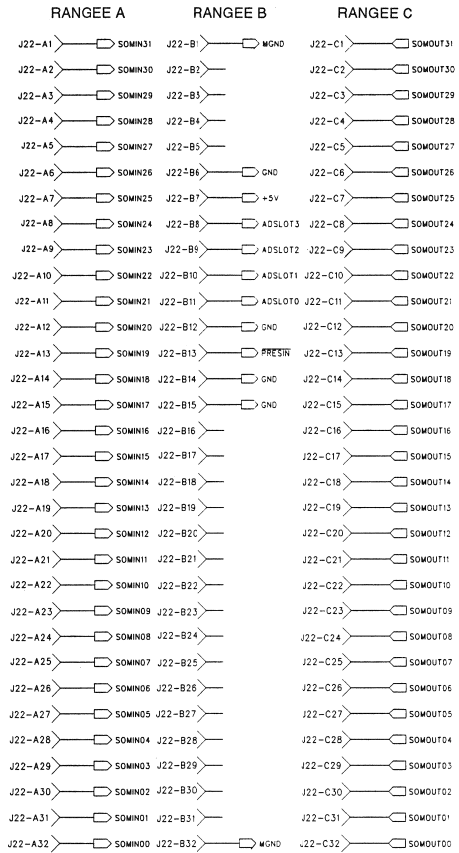 RANGEE A RANGEE B RANGEE C
J22-A1 SOMIN31 J22-B1 MGND J22-C1 SOMOUT31
J22-A2 SOMIN30 J22-B2 J22-C2 SOMOUT30
J22-A3 SOMIN29 J22-B3 J22-C3 SOMOUT29
J22-A4 SOMIN28 J22-B4 J22-C4 SOMOUT28
J22-A5 SOMIN27 J22-B5 J22-C5 SOMOUT27
J22-A6 SOMIN26 J22-B6 GND J22-C6 SOMOUT26
J22-A7 SOMIN25 J22-B7 +5V J22-C7 SOMOUT25
J22-A8 SOMIN24 J22-B8 ADSLOT3 J22-C8 SOMOUT24
J22-A9 SOMIN23 J22-B9 ADSLOT2 J22-C9 SOMOUT23
J22-A10 SOMIN22 J22-B10 ADSLOT1 J22-C10 SOMOUT22
J22-A11 SOMIN21 J22-B11 ADSLOT0 J22-C11 SOMOUT21
J22-A12 SOMIN20 J22-B12 GND J22-C12 SOMOUT20
J22-A13 SOMIN19 J22-B13 PRESIN J22-C13 SOMOUT19
J22-A14 SOMIN18 J22-B14 GND J22-C14 SOMOUT18
J22-A15 SOMIN17 J22-B15 GND J22-C15 SOMOUT17
J22-A16 SOMIN16 J22-B16 J22-C16 SOMOUT16
J22-A17 SOMIN15 J22-B17 J22-C17 SOMOUT15
J22-A18 SOMIN14 J22-B18 J22-C18 SOMOUT14
J22-A19 SOMIN13 J22-B19 J22-C19 SOMOUT13
J22-A20 SOMIN12 J22-B20 J22-C20 SOMOUT12
J22-A21 SOMIN11 J22-B21 J22-C21 SOMOUT11
J22-A22 SOMIN10 J22-B22 J22-C22 SOMOUT10
J22-A23 SOMIN09 J22-B23 J22-C23 SOMOUT09
J22-A24 SOMIN08 J22-B24 J22-C24 SOMOUT08
J22-A25 SOMIN07 J22-B25 J22-C25 SOMOUT07
J22-A26 SOMIN06 J22-B26 J22-C26 SOMOUT06
J22-A27 SOMIN05 J22-B27 J22-C27 SOMOUT05
J22-A28 SOMIN04 J22-B28 J22-C28 SOMOUT04
J22-A29 SOMIN03 J22-B29 J22-C29 SOMOUT03
J22-A30 SOMIN02 J22-B30 J22-C30 SOMOUT02
J22-A31 SOMIN01 J22-B31 J22-C31 SOMOUT01
J22-A32 SOMIN00 J22-B32 MGND J22-C32 SOMOUT00